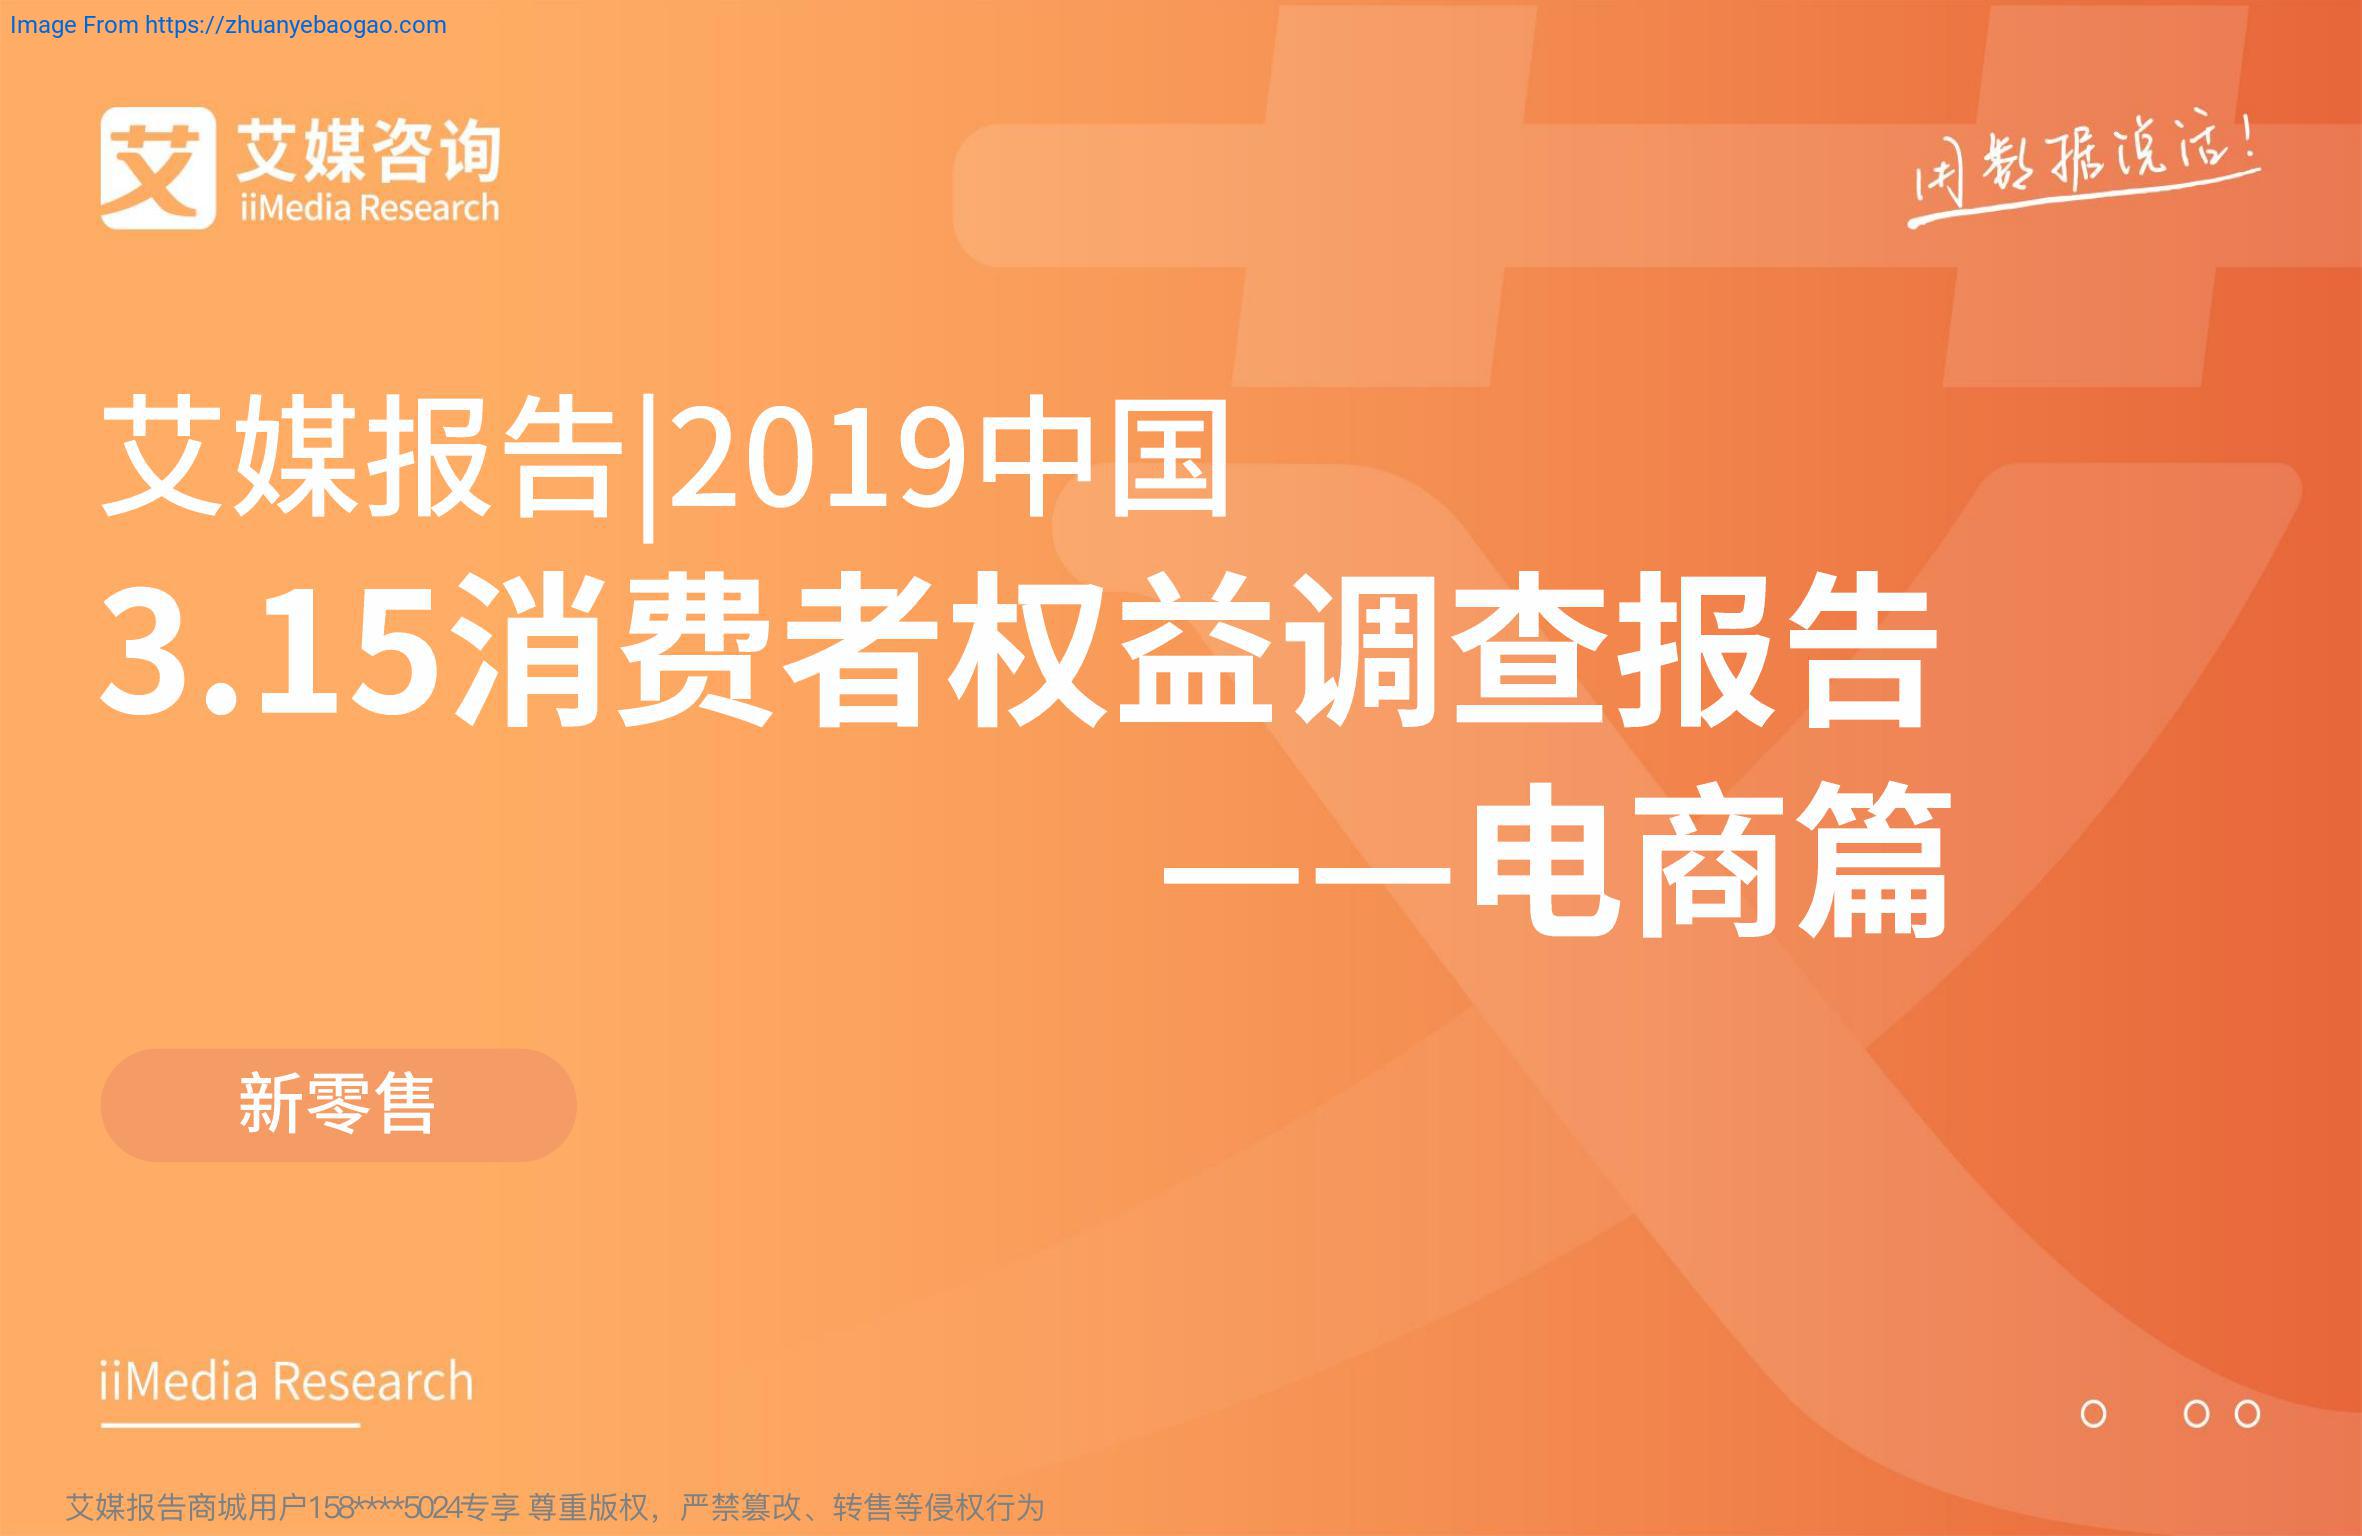 Image From https://zhuanyebaogao.com
艾 艾媒咨询
iiMedia Research
用数据说话!
艾媒报告|2019中国
3.15消费者权益调查报告
——电商篇
新零售
iiMedia Research
艾媒报告商城用户158****5024专享 尊重版权，严禁篡改、转售等侵权行为